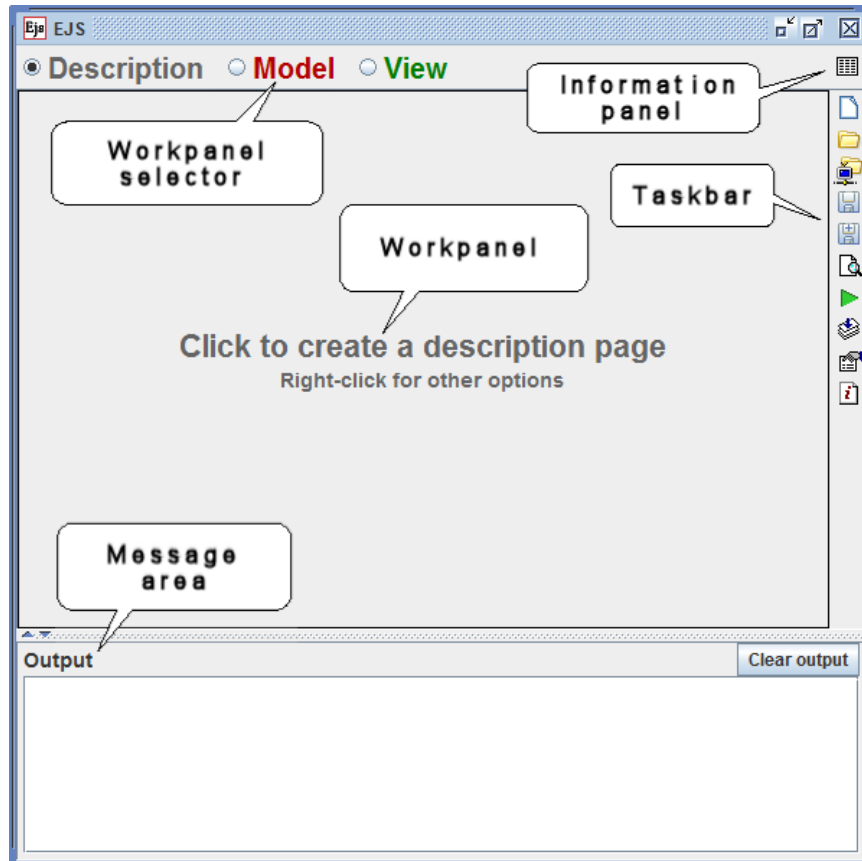 Ejs EJS
Description Model View
Information
panel
Workpanel
selector
Taskbar
Workpanel
Click to create a description page
Right-click for other options
Message
area
Output
Clear output